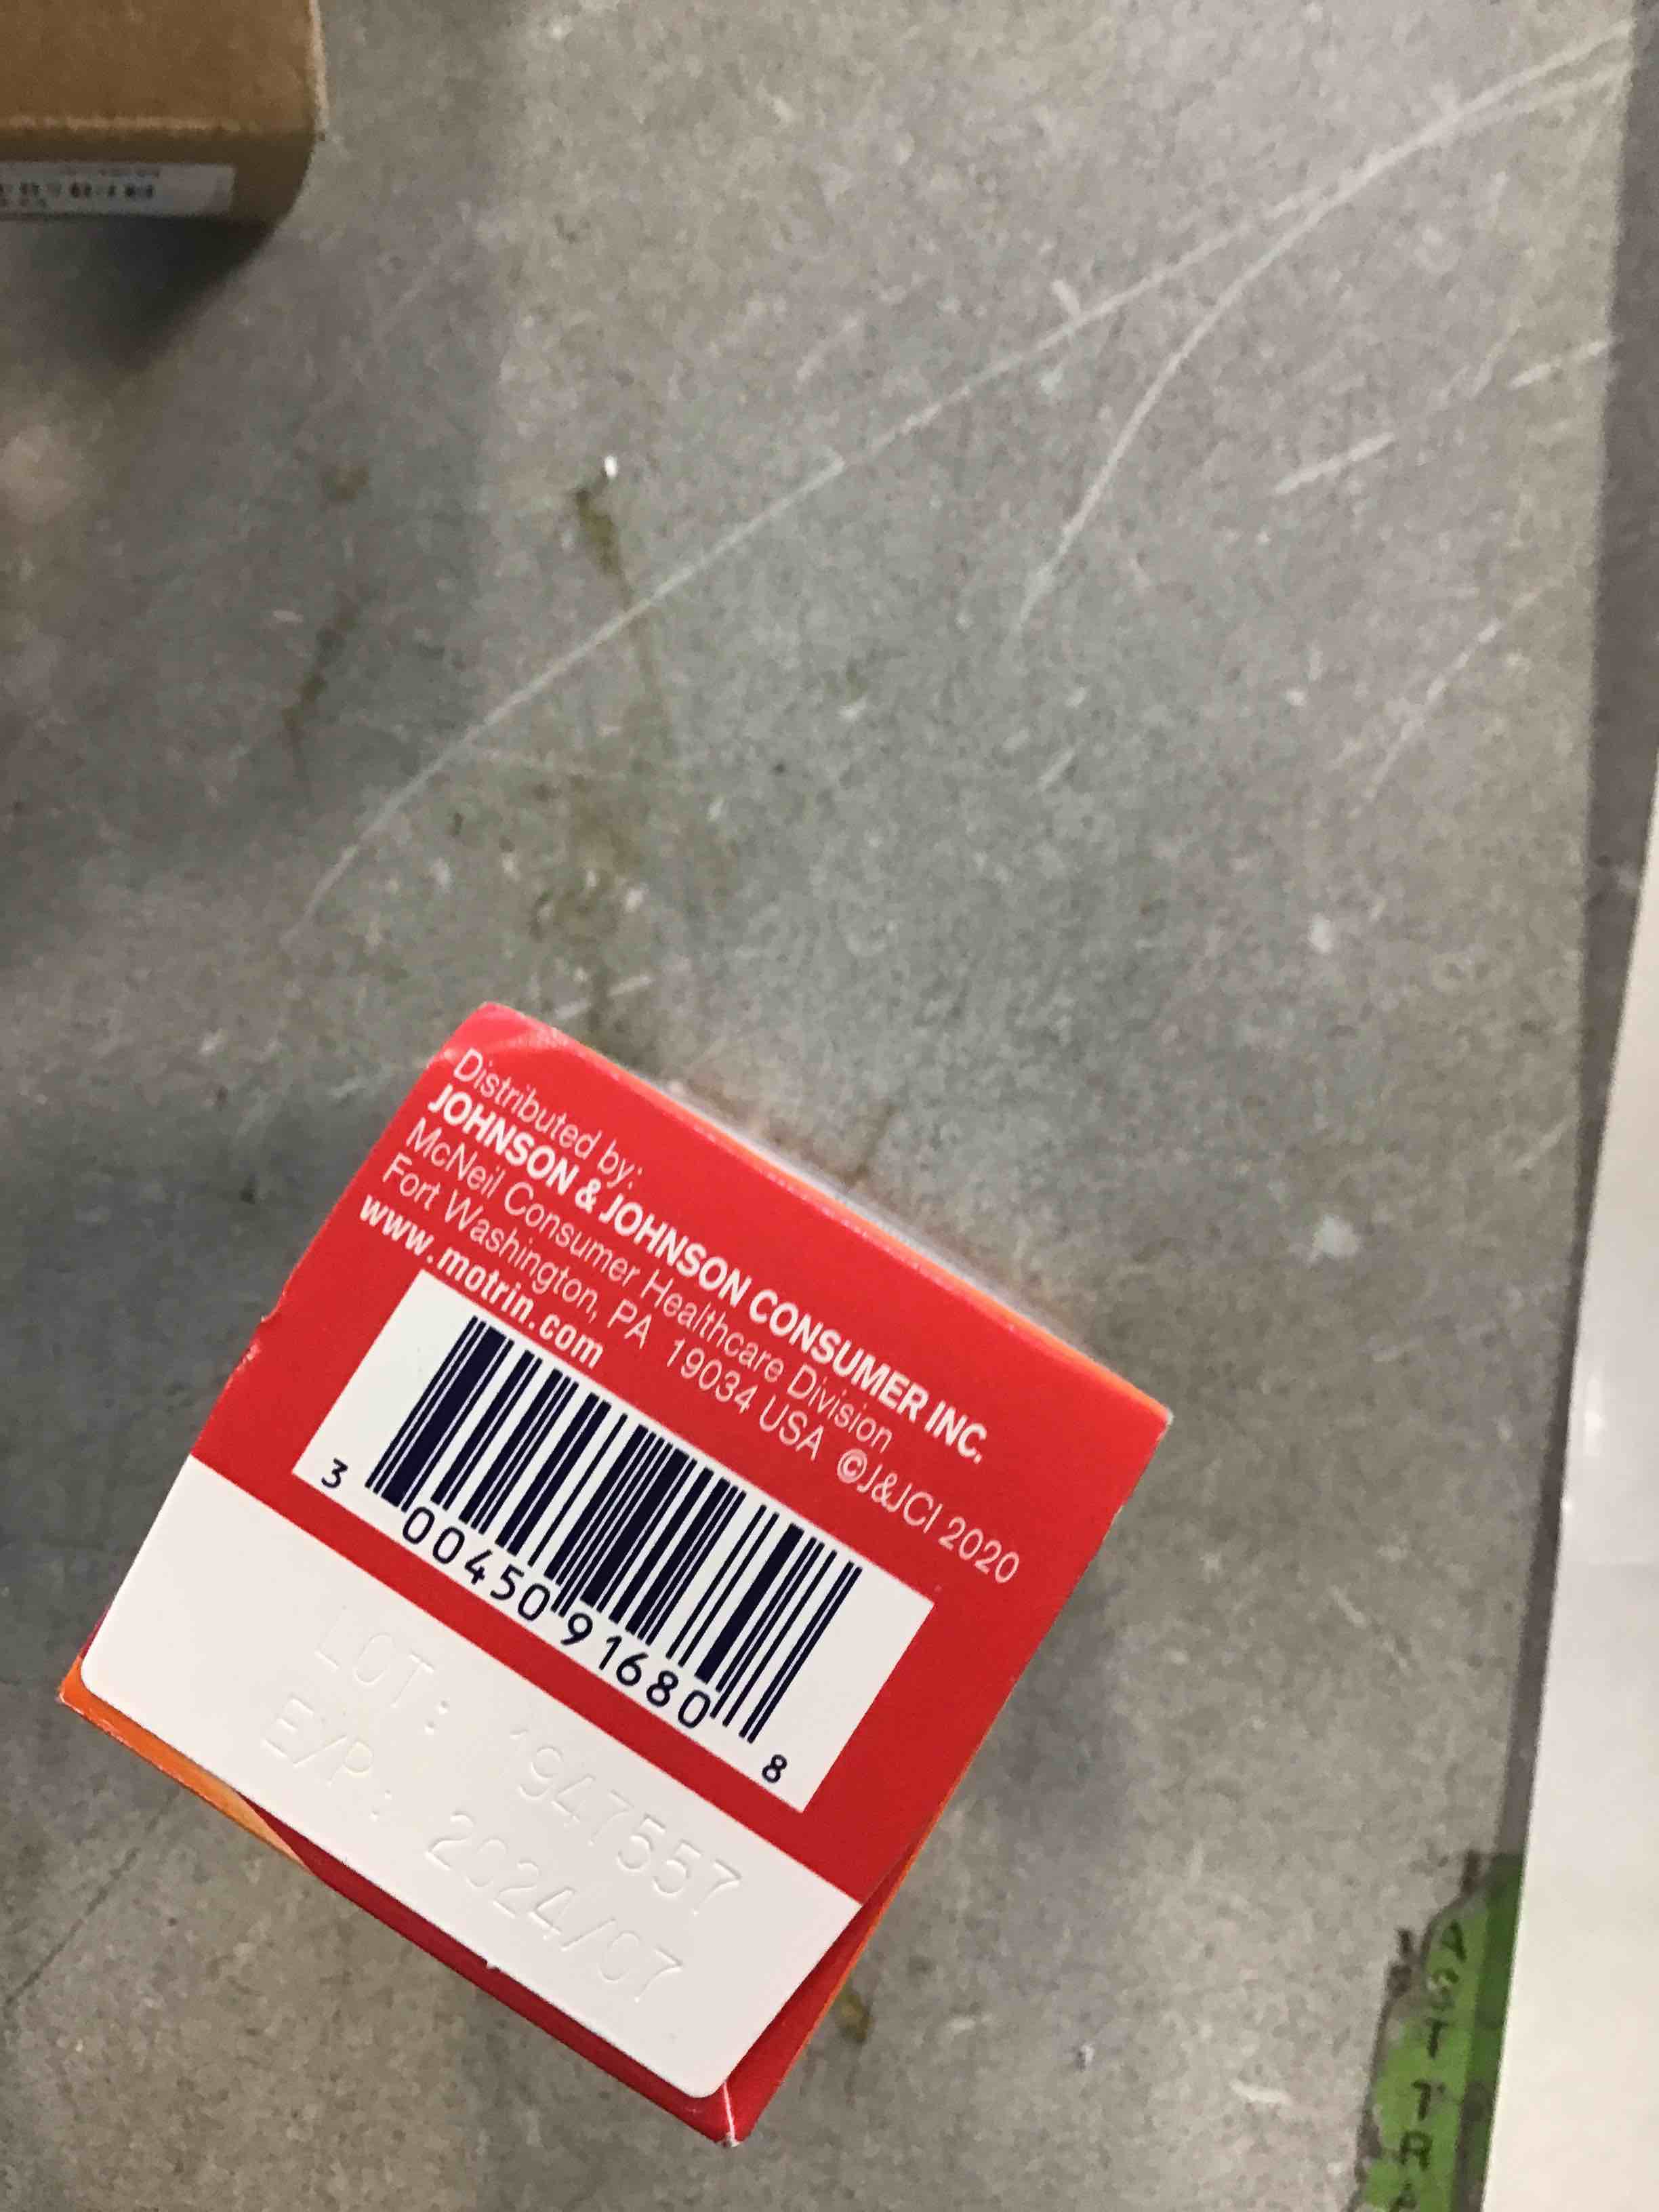 Distributed by:
JOHNSON & JOHNSON CONSUMER INC.
McNeil Consumer Healthcare Division
Fort Washington, PA 19034 USA ©J&JCI 2020
www.motrin.com
3 00450 91680 8
LOT: 1947557
EXP: 2024/07